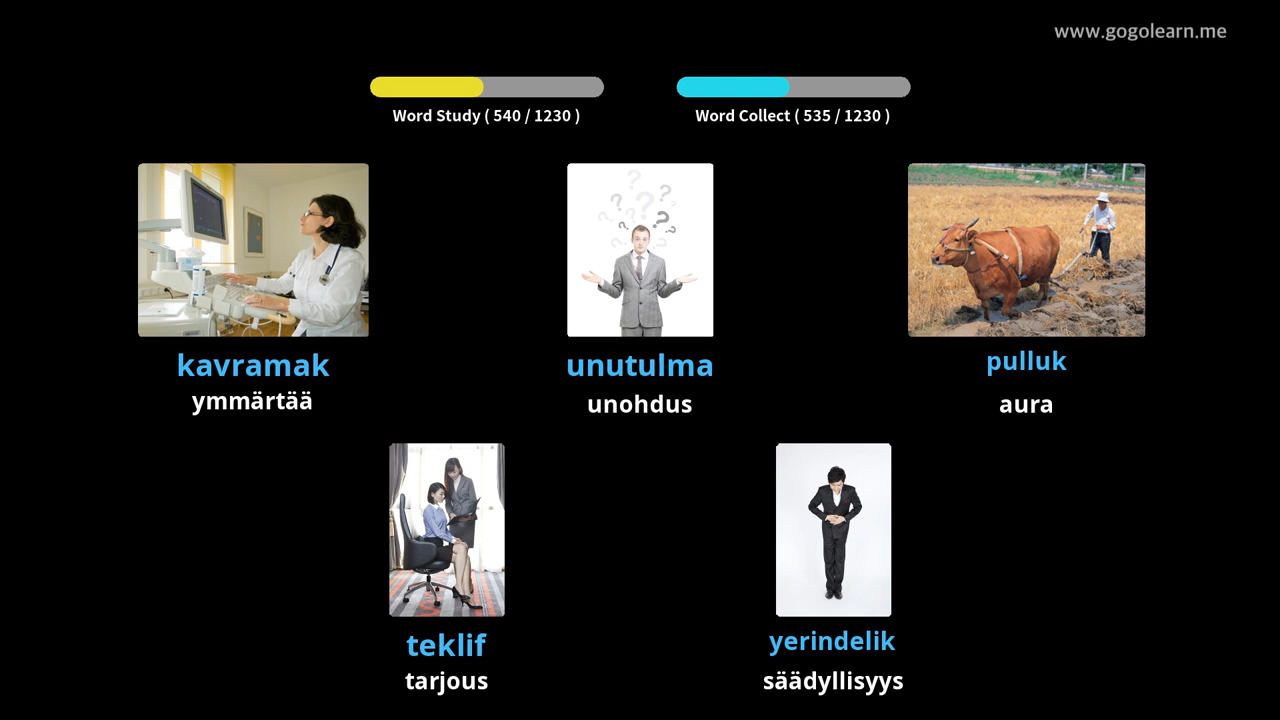 www.gogolearn.me
Word Study ( 540 / 1230 )
Word Collect ( 535 / 1230 )
kavramak
ymmärtää
unutulma
unohdus
pulluk
aura
teklif
tarjous
yerindelik
säädyllisyys